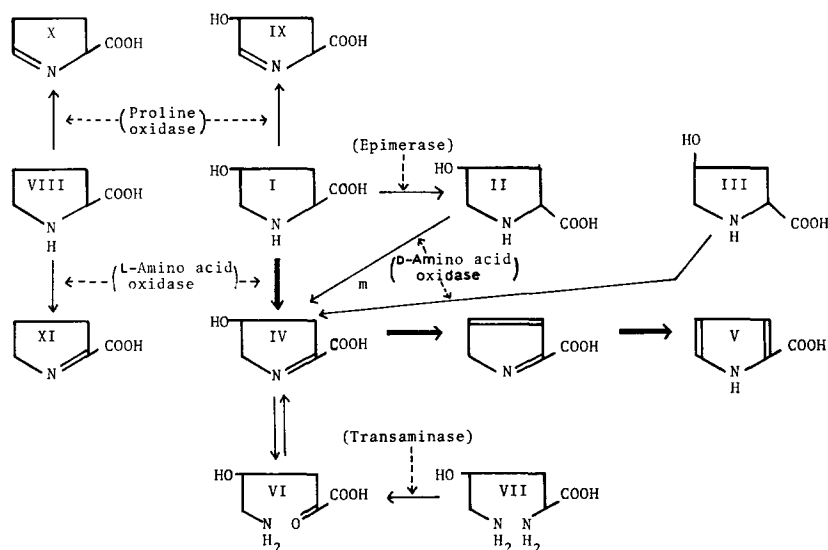 X
COOH
N
HO
IX
COOH
N
(Proline
oxidase)
(Epimerase)
VIII
COOH
N
H
HO
I
COOH
N
H
HO
II
COOH
N
H
HO
III
COOH
N
H
(L-Amino acid
oxidase)
m
(D-Amino acid
oxidase)
XI
COOH
N
HO
IV
COOH
N
COOH
N
V
COOH
N
H
(Transaminase)
HO
VI
COOH
N
H2
O
HO
VII
COOH
N
H2
N
H2